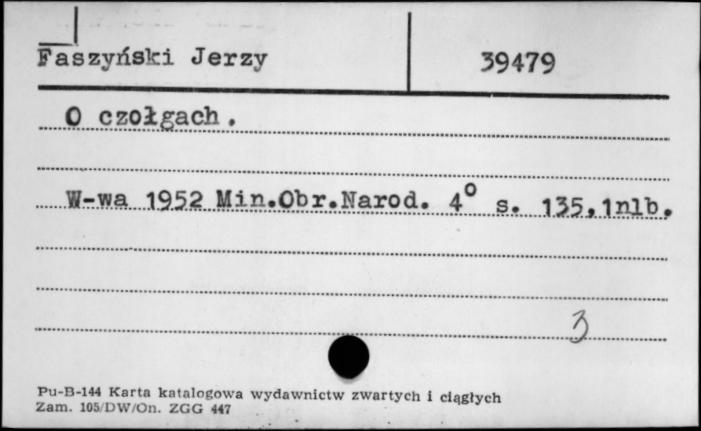 Faszyński Jerzy 39479
O czołgach.
W-wa 1952 Min.Obr.Narod. 4° s. 135,1nlb.
3
Pu-B-144 Karta katalogowa wydawnictw zwartych i ciągłych
Zam. 105/DW/On. ZGG 447